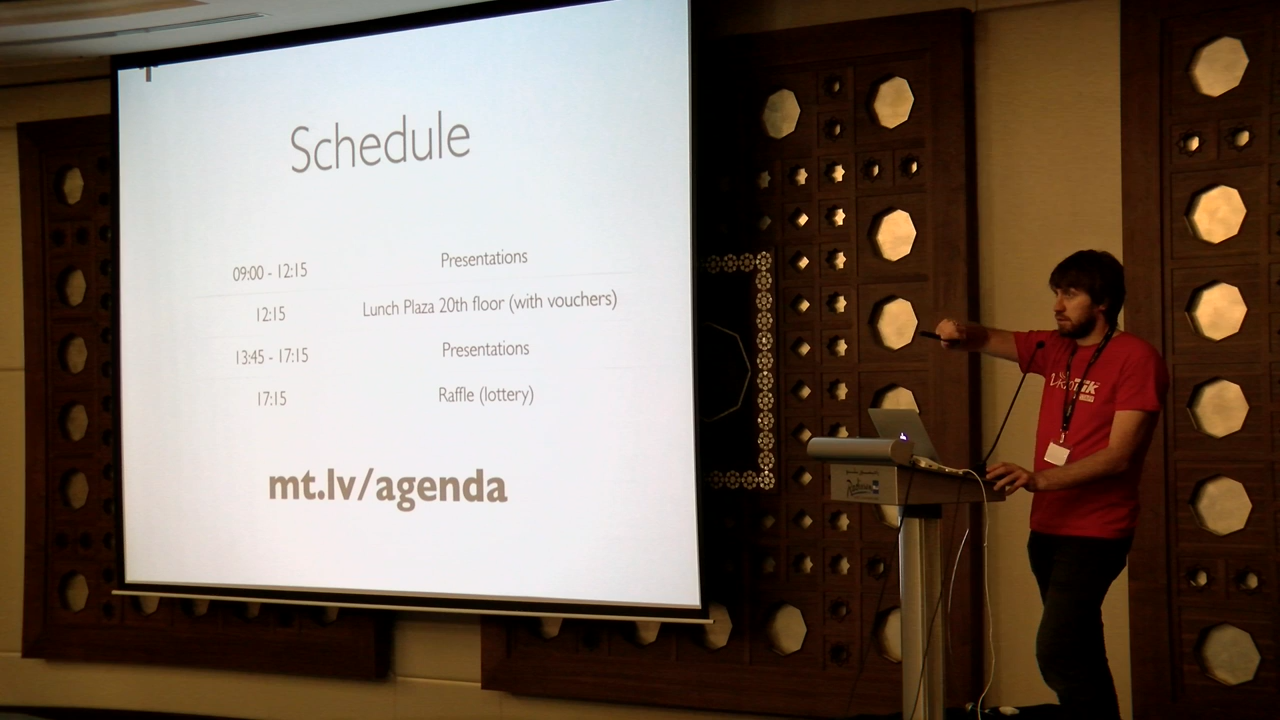 Schedule
09:00 - 12:15 Presentations
12:15 Lunch Plaza 20th floor (with vouchers)
13:45 - 17:15 Presentations
17:15 Raffle (lottery)
mt.lv/agenda
Radisson